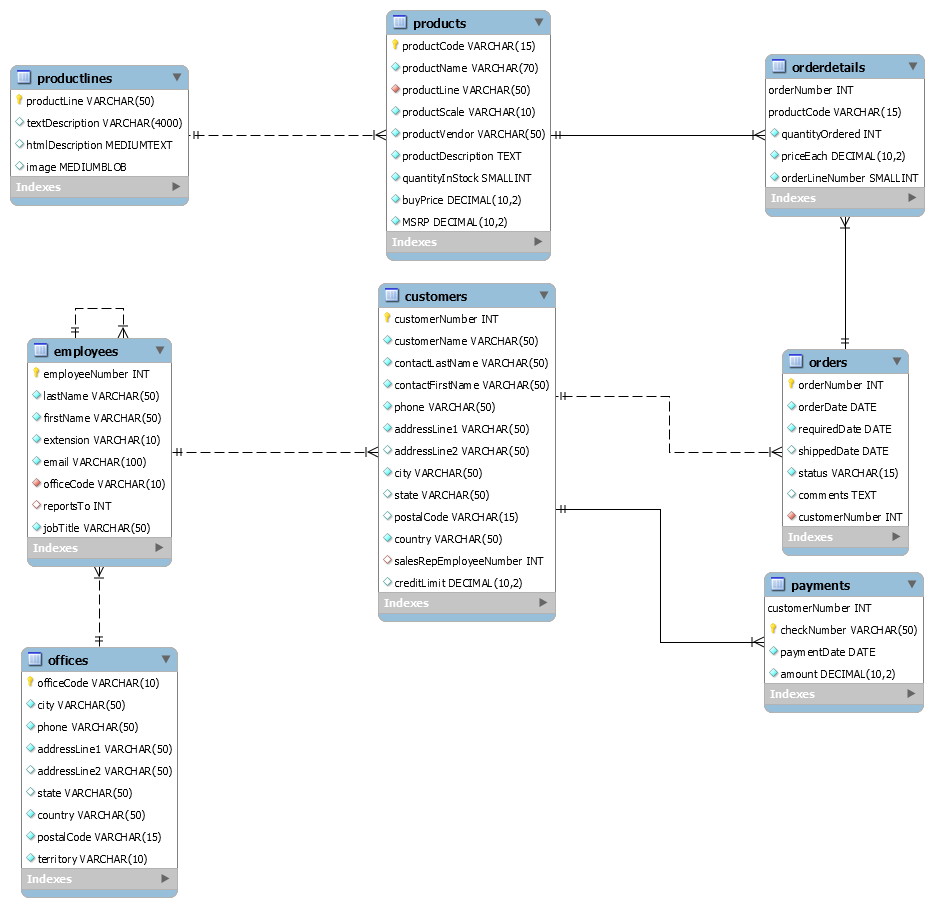 productlines
productLine VARCHAR(50)
textDescription VARCHAR(4000)
htmlDescription MEDIUMTEXT
image MEDIUMBLOB
Indexes
products
productCode VARCHAR(15)
productName VARCHAR(70)
productLine VARCHAR(50)
productScale VARCHAR(10)
productVendor VARCHAR(50)
productDescription TEXT
quantityInStock SMALLINT
buyPrice DECIMAL(10,2)
MSRP DECIMAL(10,2)
Indexes
orderdetails
orderNumber INT
productCode VARCHAR(15)
quantityOrdered INT
priceEach DECIMAL(10,2)
orderLineNumber SMALLINT
Indexes
employees
employeeNumber INT
lastName VARCHAR(50)
firstName VARCHAR(50)
extension VARCHAR(10)
email VARCHAR(100)
officeCode VARCHAR(10)
reportsTo INT
jobTitle VARCHAR(50)
Indexes
customers
customerNumber INT
customerName VARCHAR(50)
contactLastName VARCHAR(50)
contactFirstName VARCHAR(50)
phone VARCHAR(50)
addressLine1 VARCHAR(50)
addressLine2 VARCHAR(50)
city VARCHAR(50)
state VARCHAR(50)
postalCode VARCHAR(15)
country VARCHAR(50)
salesRepEmployeeNumber INT
creditLimit DECIMAL(10,2)
Indexes
orders
orderNumber INT
orderDate DATE
requiredDate DATE
shippedDate DATE
status VARCHAR(15)
comments TEXT
customerNumber INT
Indexes
payments
customerNumber INT
checkNumber VARCHAR(50)
paymentDate DATE
amount DECIMAL(10,2)
Indexes
offices
officeCode VARCHAR(10)
city VARCHAR(50)
phone VARCHAR(50)
addressLine1 VARCHAR(50)
addressLine2 VARCHAR(50)
state VARCHAR(50)
country VARCHAR(50)
postalCode VARCHAR(15)
territory VARCHAR(10)
Indexes